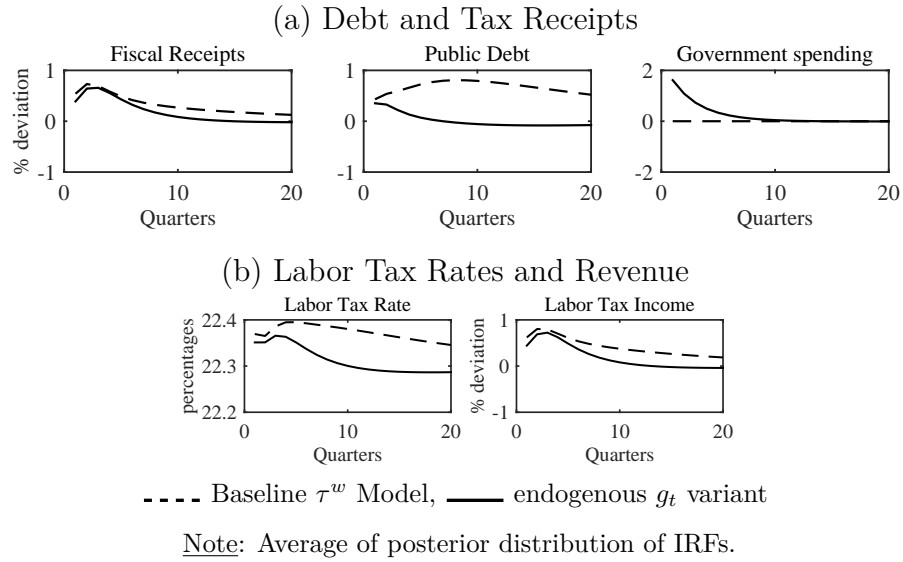 (a) Debt and Tax Receipts
Fiscal Receipts
Public Debt
Government spending
% deviation
1
0
-1
0
10
20
Quarters
1
0
-1
0
10
20
Quarters
2
0
-2
0
10
20
Quarters
(b) Labor Tax Rates and Revenue
Labor Tax Rate
Labor Tax Income
percentages
22.4
22.3
22.2
0
10
20
Quarters
% deviation
1
0
-1
0
10
20
Quarters
Baseline τ^w Model, endogenous g_t variant
Note: Average of posterior distribution of IRFs.